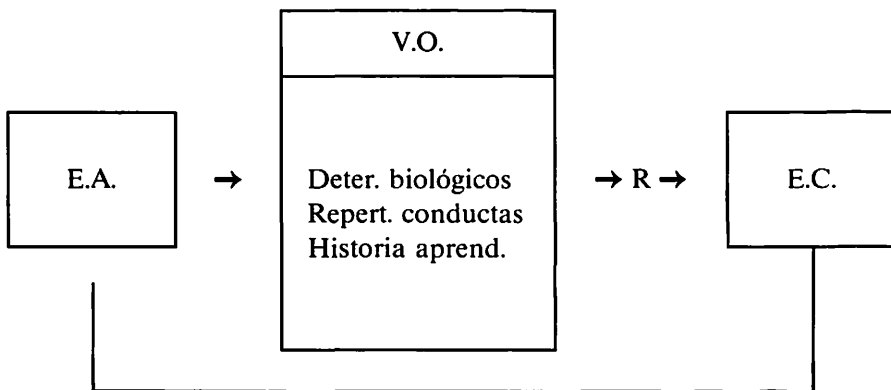 V.O.
E.A.
→
Deter. biológicos
Repert. conductas
Historia aprend.
→ R →
E.C.